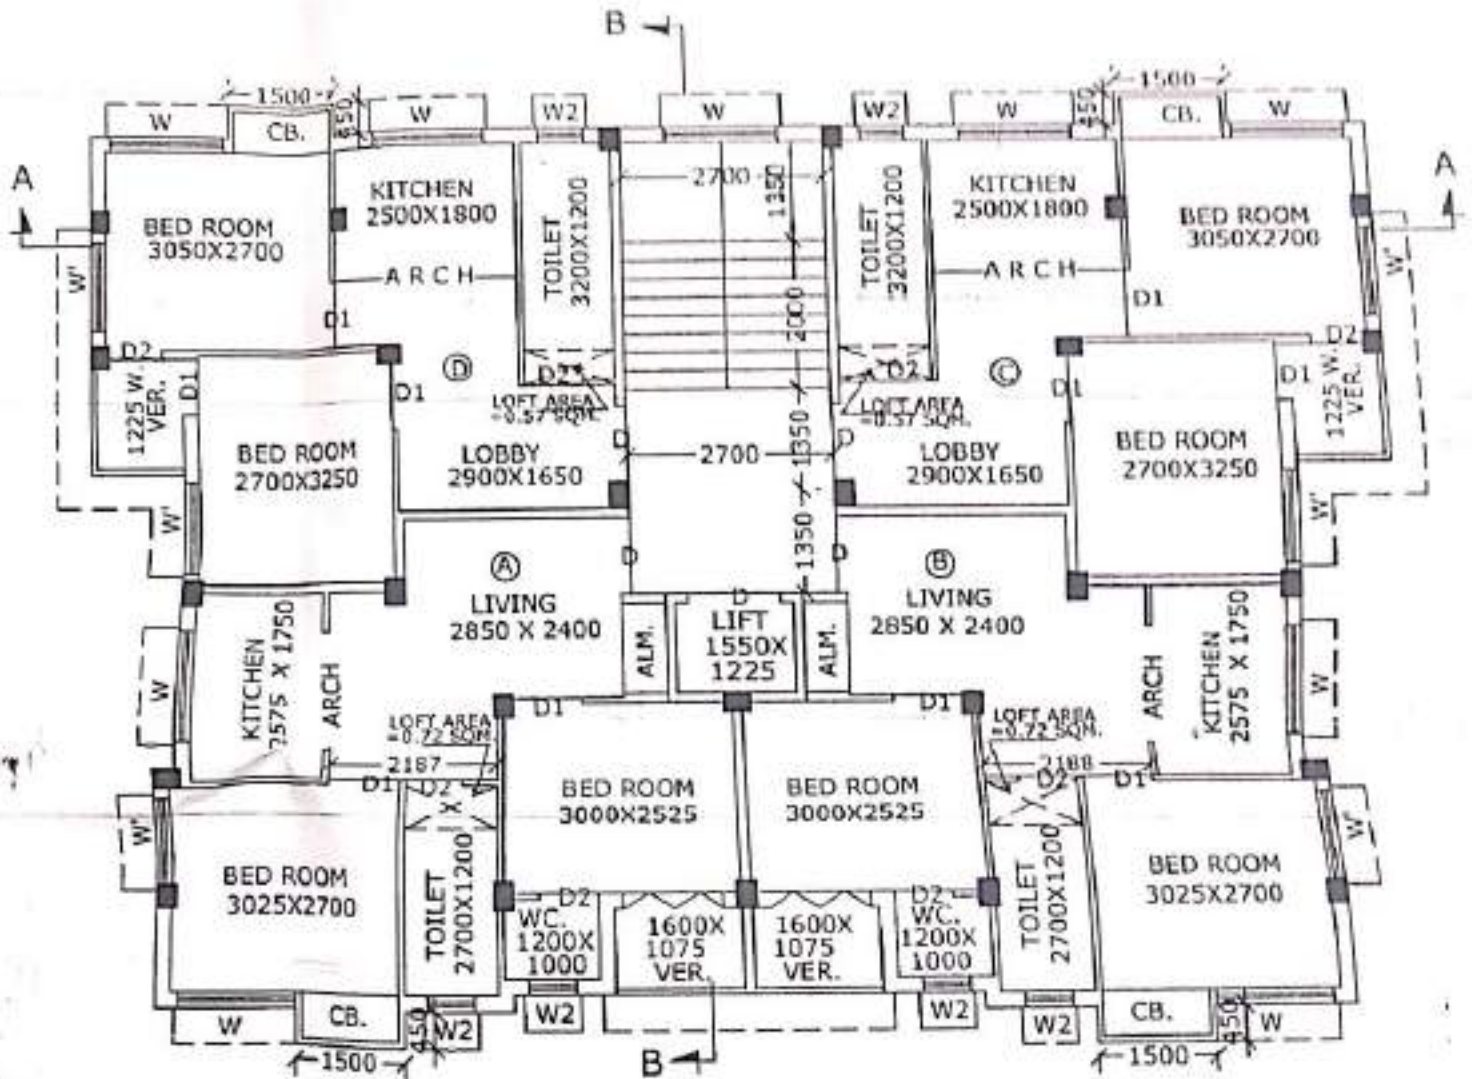 B
1500
1500
W
CB.
450
W
W2
W
W2
W
450
CB.
W
A
A
KITCHEN
2500X1800
BED ROOM
3050X2700
TOILET
3200X1200
2700
1350
TOILET
3200X1200
KITCHEN
2500X1800
BED ROOM
3050X2700
W'
ARCH
ARCH
W'
D1
2000
D1
D2
D2
1225 W.
VER.
D1
D
D1
D2
LOFT AREA
=0.57 SQM.
D2
LOFT AREA
=0.57 SQM.
C
D1
D1
1225 W.
VER.
BED ROOM
2700X3250
LOBBY
2900X1650
D
2700
1350
D
LOBBY
2900X1650
BED ROOM
2700X3250
W'
W'
A
D
1350
D
B
LIVING
2850 X 2400
LIVING
2850 X 2400
D
LIFT
1550X
1225
ALM.
ALM.
KITCHEN
2575 X 1750
ARCH
ARCH
KITCHEN
2575 X 1750
W
W
LOFT AREA
=0.72 SQM.
D1
D1
LOFT AREA
=0.72 SQM.
2187
2188
D1
D2
D2
D1
BED ROOM
3000X2525
BED ROOM
3000X2525
W'
W'
BED ROOM
3025X2700
TOILET
2700X1200
D2
WC.
1200X
1000
1600X
1075
VER.
1600X
1075
VER.
D2
WC.
1200X
1000
TOILET
2700X1200
BED ROOM
3025X2700
W
CB.
450
W2
W2
W2
W2
CB.
450
W
1500
B
1500